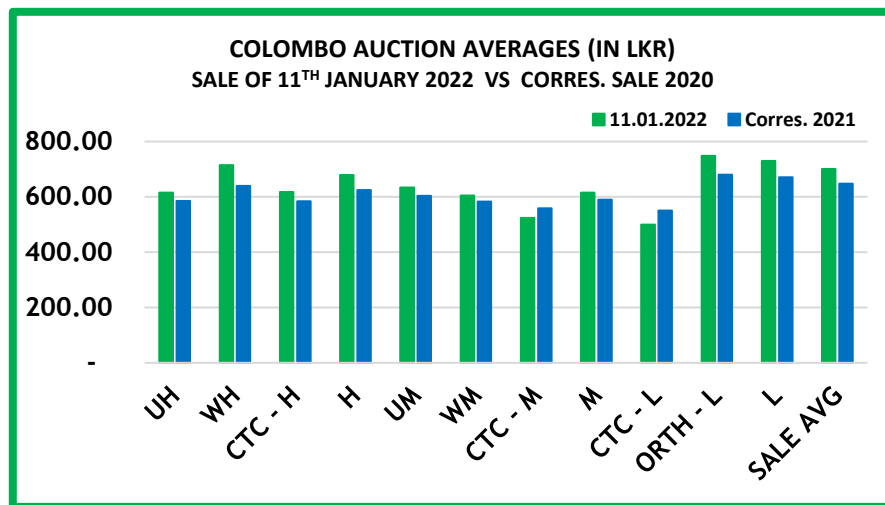 COLOMBO AUCTION AVERAGES (IN LKR)
SALE OF 11TH JANUARY 2022 VS CORRES. SALE 2020
11.01.2022 Corres. 2021
800.00
600.00
400.00
200.00
-
UH
WH
CTC - H
H
UM
WM
CTC - M
M
CTC - L
ORTH - L
L
SALE AVG